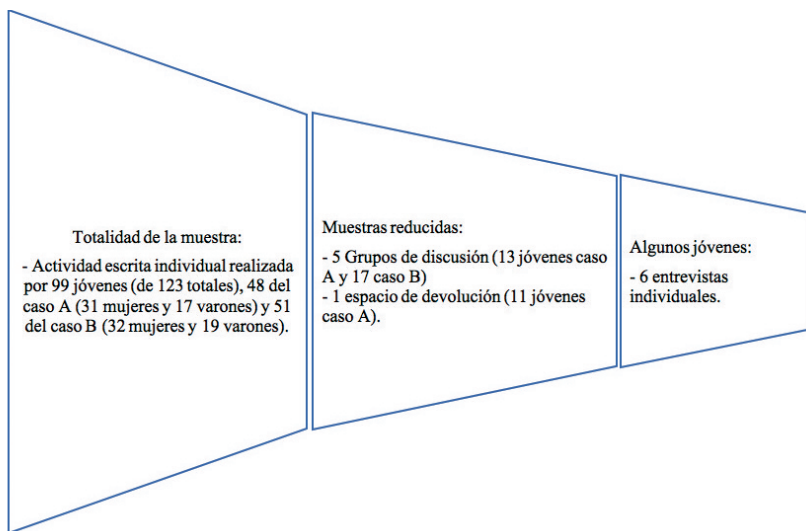 Totalidad de la muestra:
- Actividad escrita individual realizada
por 99 jóvenes (de 123 totales), 48 del
caso A (31 mujeres y 17 varones) y 51
del caso B (32 mujeres y 19 varones).
Muestras reducidas:
- 5 Grupos de discusión (13 jóvenes caso
A y 17 caso B)
- 1 espacio de devolución (11 jóvenes
caso A).
Algunos jóvenes:
- 6 entrevistas
individuales.